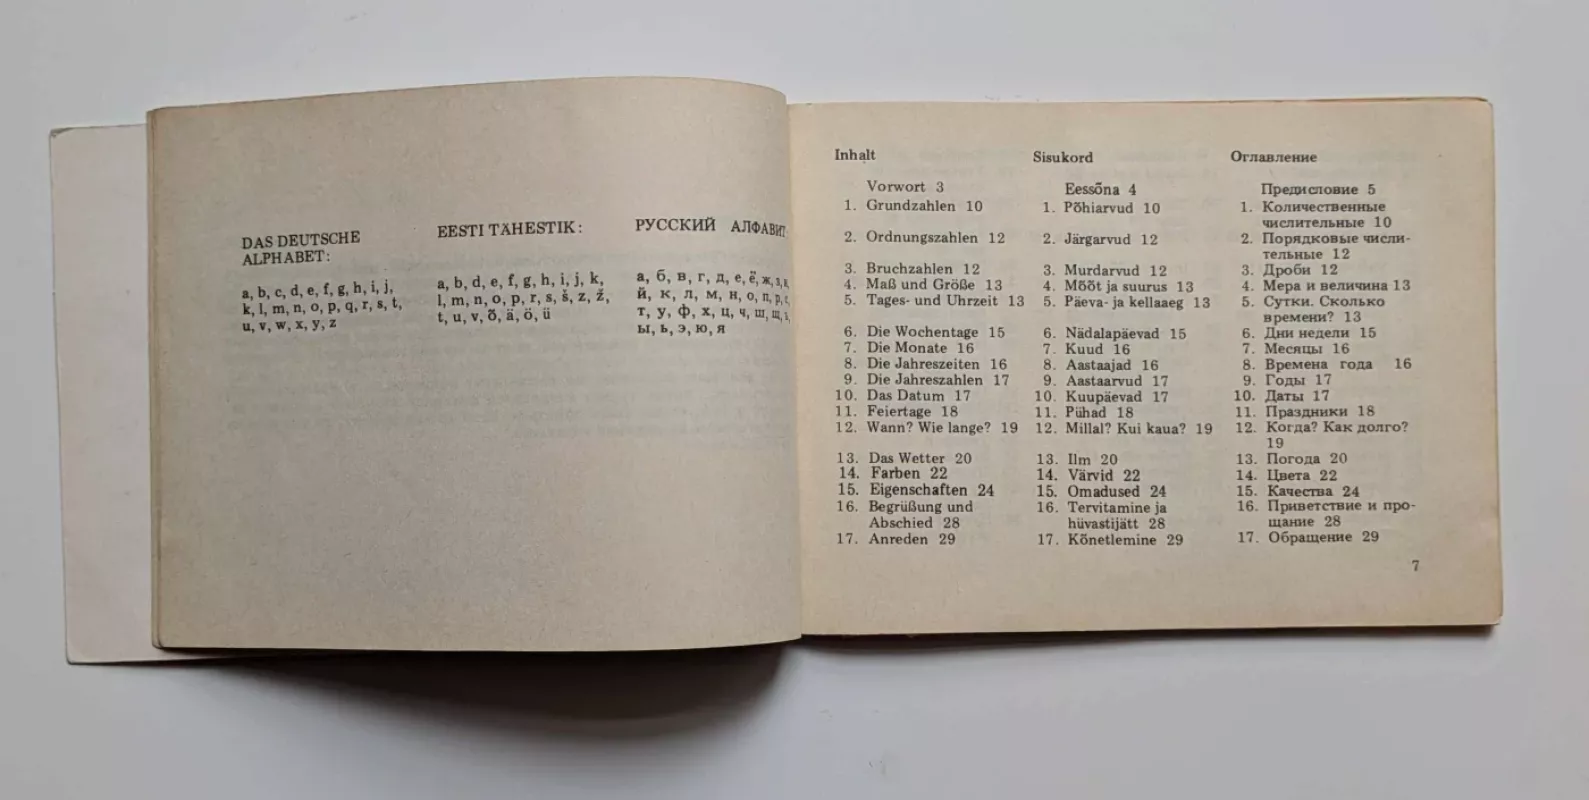 DAS DEUTSCHE
ALPHABET:
a, b, c, d, e, f, g, h, i, j,
k, l, m, n, o, p, q, r, s, t,
u, v, w, x, y, z
EESTI TÄHESTIK:
a, b, d, e, f, g, h, i, j, k,
l, m, n, o, p, r, s, š, z, ž,
t, u, v, õ, ä, ö, ü
РУССКИЙ АЛФАВИТ
а, б, в, г, д, е, ё, ж, з, и,
й, к, л, м, н, о, п, р, с,
т, у, ф, х, ц, ч, ш, щ, ъ,
ы, ь, э, ю, я
Inhalt
Vorwort 3
1. Grundzahlen 10
2. Ordnungszahlen 12
3. Bruchzahlen 12
4. Maß und Größe 13
5. Tages- und Uhrzeit 13
6. Die Wochentage 15
7. Die Monate 16
8. Die Jahreszeiten 16
9. Die Jahreszahlen 17
10. Das Datum 17
11. Feiertage 18
12. Wann? Wie lange? 19
13. Das Wetter 20
14. Farben 22
15. Eigenschaften 24
16. Begrüßung und
Abschied 28
17. Anreden 29
Sisukord
Eessõna 4
1. Põhiarvud 10
2. Järgarvud 12
3. Murdarvud 12
4. Mõõt ja suurus 13
5. Päeva- ja kellaaeg 13
6. Nädalapäevad 15
7. Kuud 16
8. Aastaajad 16
9. Aastaarvud 17
10. Kuupäevad 17
11. Pühad 18
12. Millal? Kui kaua? 19
13. Ilm 20
14. Värvid 22
15. Omadused 24
16. Tervitamine ja
hüvastijätt 28
17. Kõnetlemine 29
Оглавление
Предисловие 5
1. Количественные
числительные 10
2. Порядковые числи-
тельные 12
3. Дроби 12
4. Мера и величина 13
5. Сутки. Сколько
времени? 13
6. Дни недели 15
7. Месяцы 16
8. Времена года 16
9. Годы 17
10. Даты 17
11. Праздники 18
12. Когда? Как долго?
19
13. Погода 20
14. Цвета 22
15. Качества 24
16. Приветствие и про-
щание 28
17. Обращение 29
7